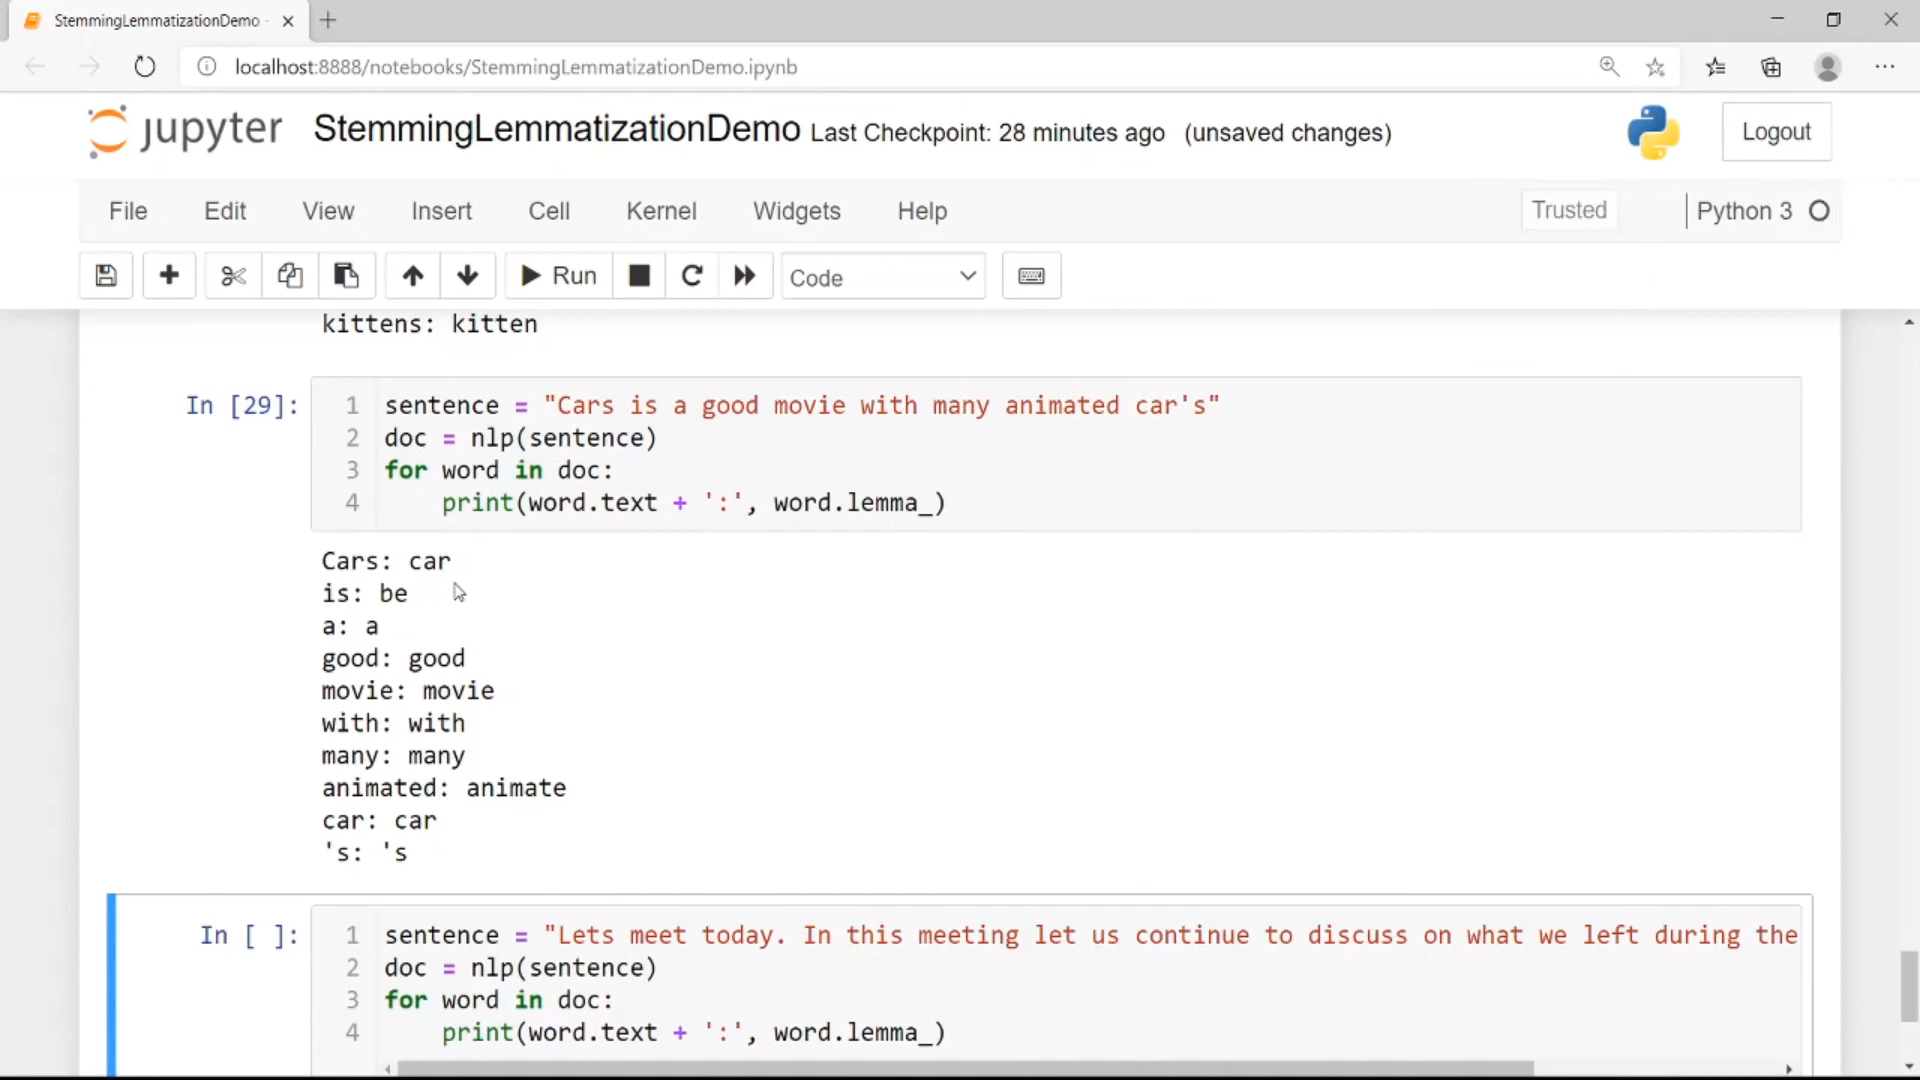 StemmingLemmatizationDemo -
localhost:8888/notebooks/StemmingLemmatizationDemo.ipynb
jupyter StemmingLemmatizationDemo Last Checkpoint: 28 minutes ago (unsaved changes) Logout
File Edit View Insert Cell Kernel Widgets Help Trusted Python 3
Run Code
kittens: kitten
In [29]: 1 sentence = "Cars is a good movie with many animated car's"
2 doc = nlp(sentence)
3 for word in doc:
4 print(word.text + ':', word.lemma_)
Cars: car
is: be
a: a
good: good
movie: movie
with: with
many: many
animated: animate
car: car
's: 's
In [ ]: 1 sentence = "Lets meet today. In this meeting let us continue to discuss on what we left during the
2 doc = nlp(sentence)
3 for word in doc:
4 print(word.text + ':', word.lemma_)